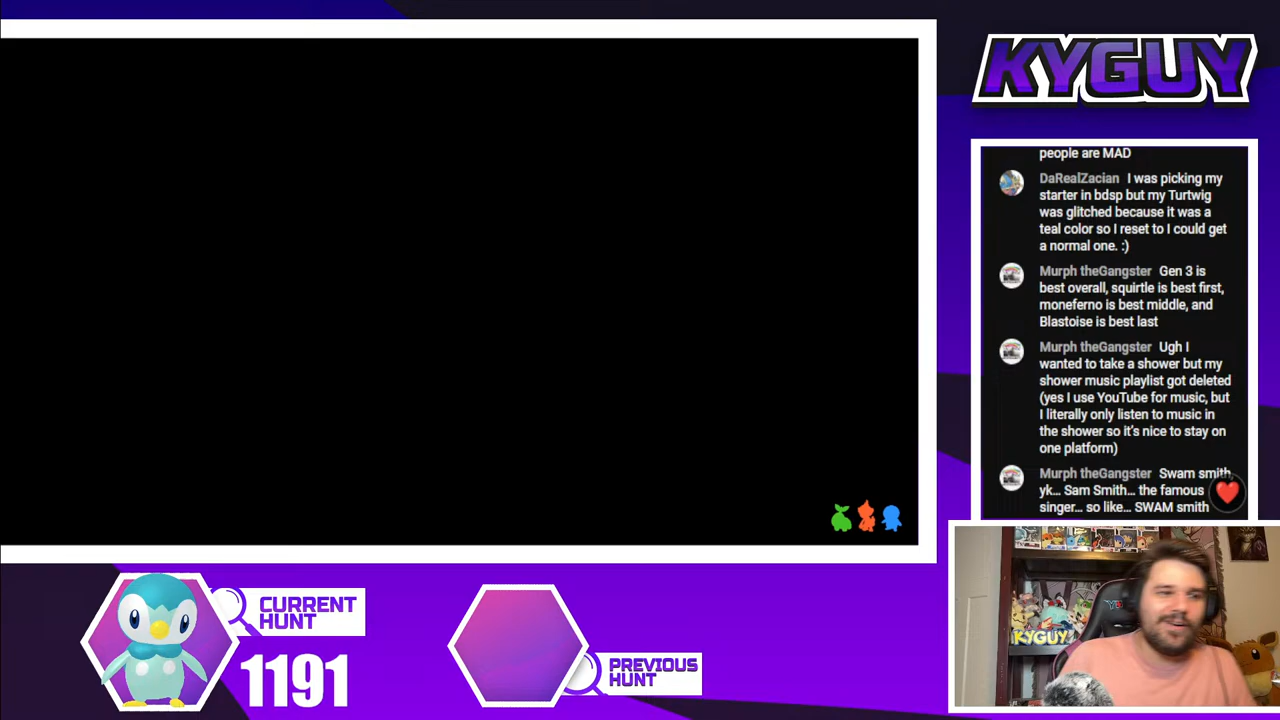 KYGUY
people are MAD
DaRealZacian I was picking my
starter in bdsp but my Turtwig
was glitched because it was a
teal color so I reset to I could get
a normal one. :)
Murph theGangster Gen 3 is
best overall, squirtle is best first,
moneferno is best middle, and
Blastoise is best last
Murph theGangster Ugh I
wanted to take a shower but my
shower music playlist got deleted
(yes I use YouTube for music, but
I literally only listen to music in
the shower so it's nice to stay on
one platform)
Murph theGangster Swam smith,
yk... Sam Smith... the famous
singer... so like... SWAM smith
CURRENT
HUNT
1191
PREVIOUS
HUNT
KYGUY